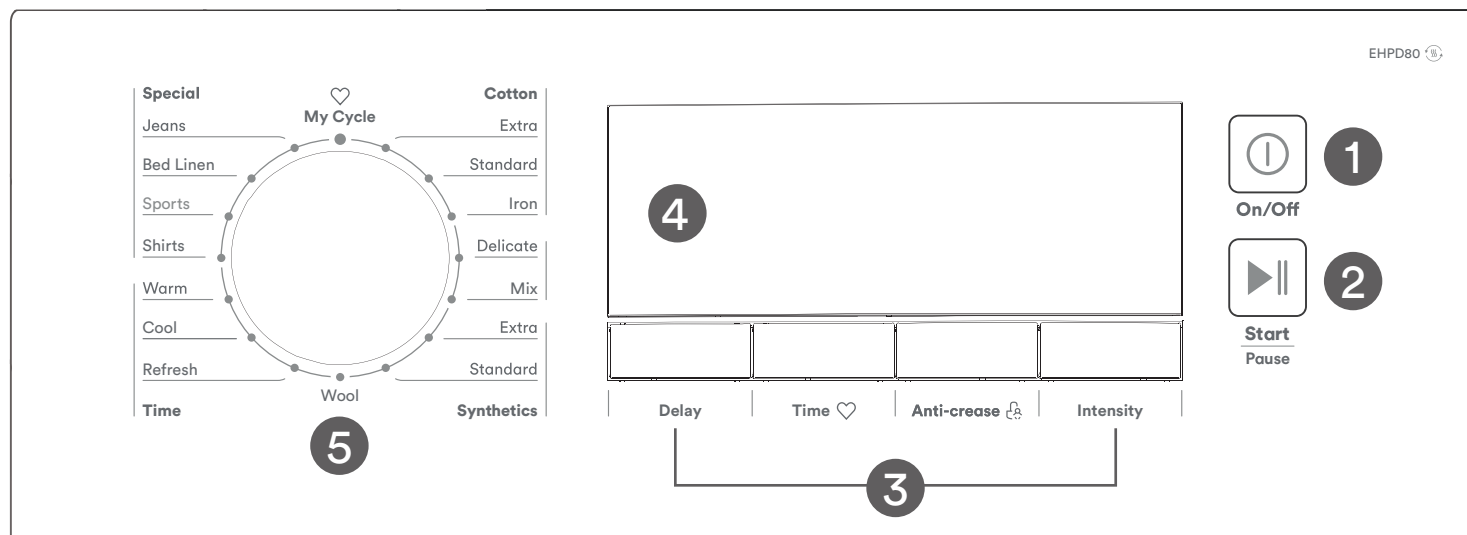 EHPD80
Special
Jeans
Bed Linen
Sports
Shirts
Warm
Cool
Refresh
Time
My Cycle
Wool
5
Cotton
Extra
Standard
Iron
Delicate
Mix
Extra
Standard
Synthetics
4
Delay
Time
Anti-crease
Intensity
3
On/Off
1
Start
Pause
2